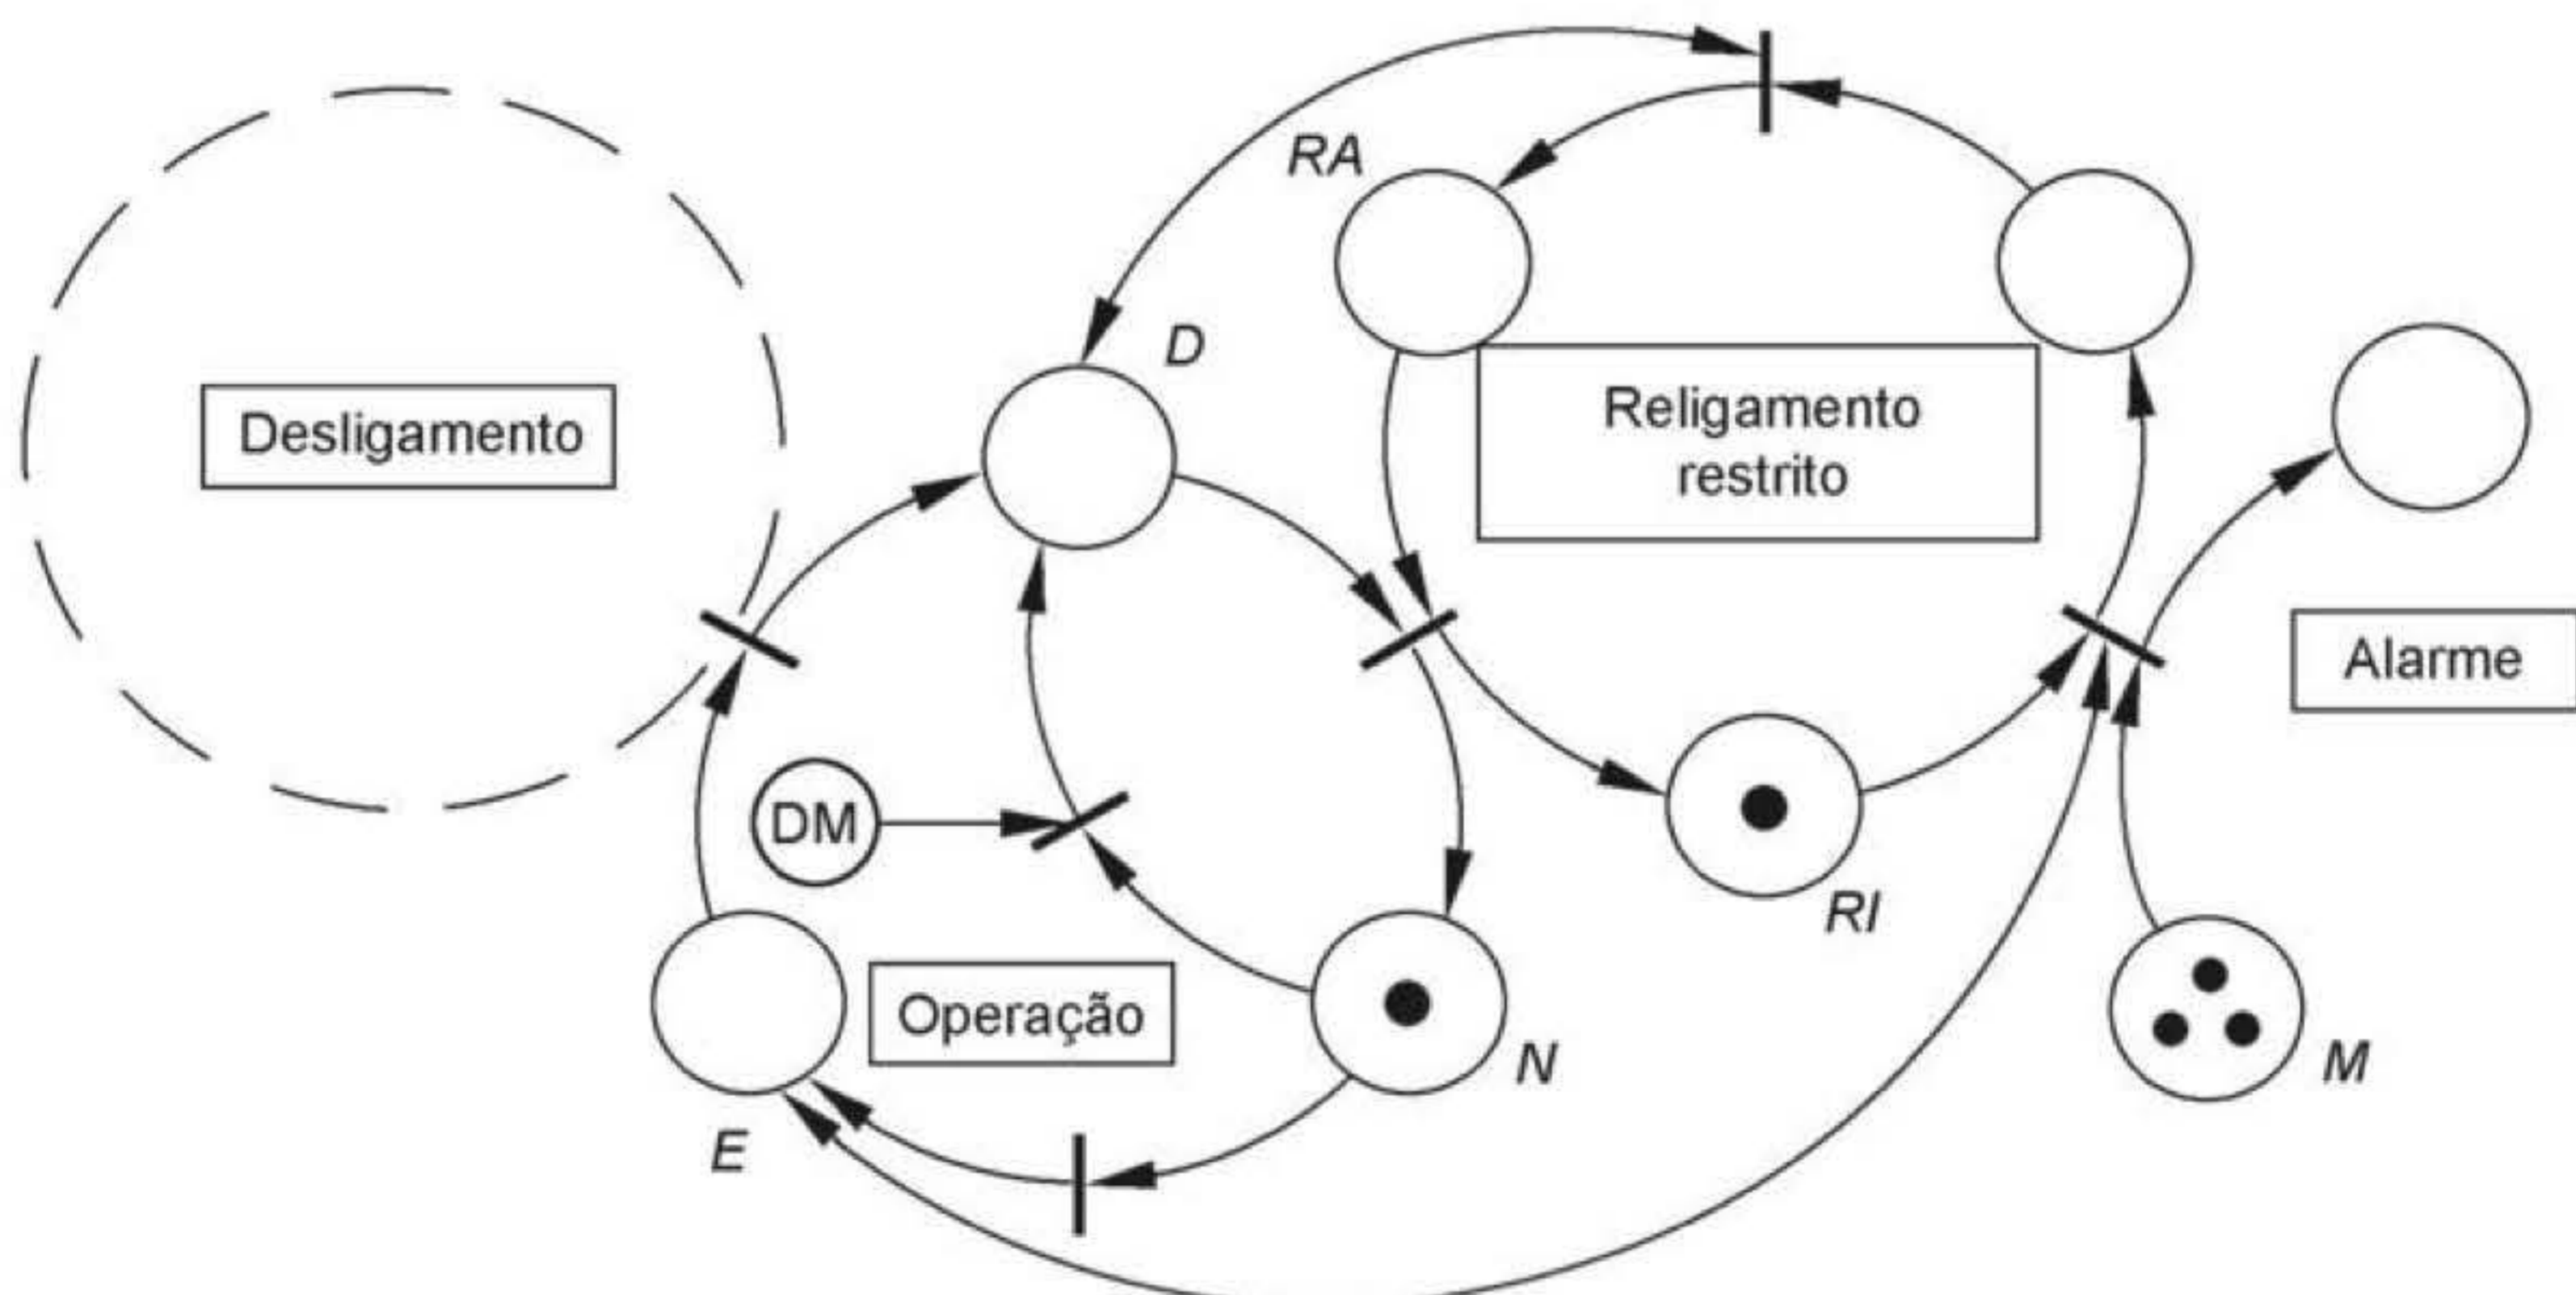 RA
D
Desligamento
Religamento
restrito
Alarme
DM
RI
Operação
N
M
E